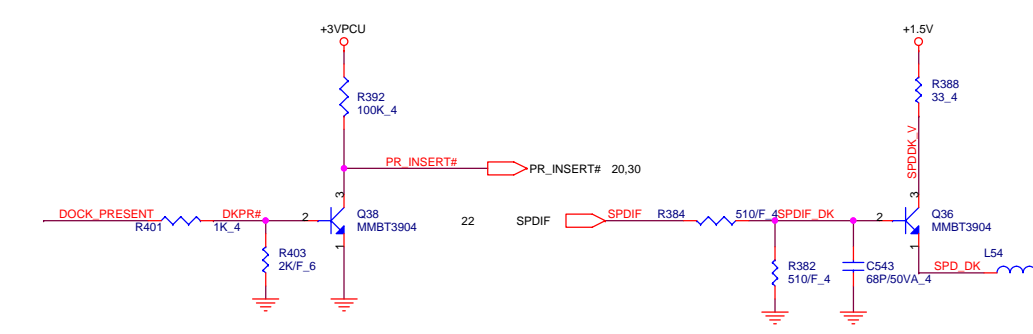 +3VPCU
R392
100K_4
PR_INSERT#
PR_INSERT# 20,30
3
DOCK_PRESENT
R401
1K_4
DKPR#
2
Q38
MMBT3904
1
R403
2K/F_6
+1.5V
R388
33_4
SPDDK_V
22
SPDIF
SPDIF
R384
510/F_4
SPDIF_DK
3
2
Q36
MMBT3904
1
R382
510/F_4
C543
68P/50VA_4
SPD_DK
L54